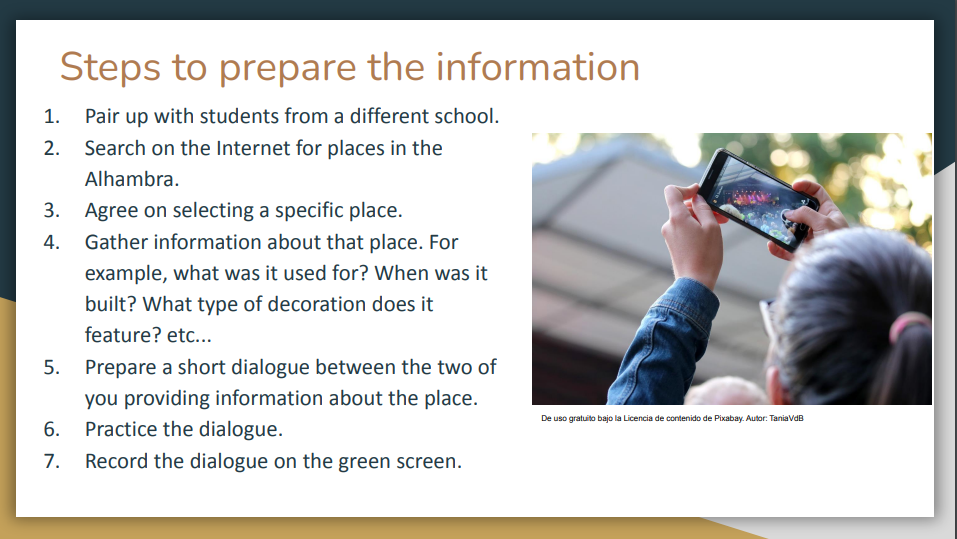 Steps to prepare the information
1. Pair up with students from a different school.
2. Search on the Internet for places in the
Alhambra.
3. Agree on selecting a specific place.
4. Gather information about that place. For
example, what was it used for? When was it
built? What type of decoration does it
feature? etc...
5. Prepare a short dialogue between the two of
you providing information about the place.
6. Practice the dialogue.
7. Record the dialogue on the green screen.
De uso gratuito bajo la Licencia de contenido de Pixabay. Autor: TaniaVdB